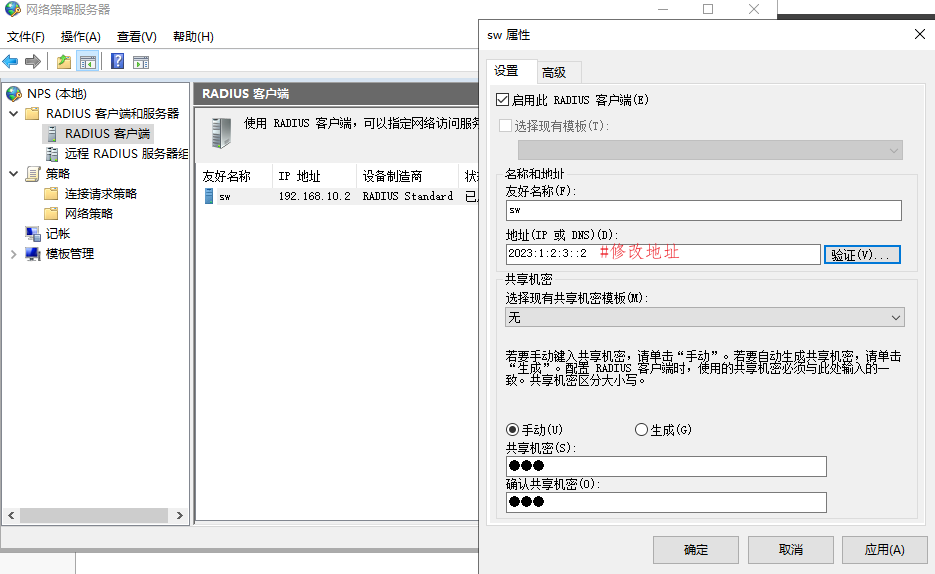 网络策略服务器
文件(F) 操作(A) 查看(V) 帮助(H)
NPS (本地)
RADIUS 客户端和服务器
RADIUS 客户端
远程 RADIUS 服务器组
策略
连接请求策略
网络策略
记帐
模板管理
RADIUS 客户端
使用 RADIUS 客户端，可以指定网络访问服务
友好名称 IP 地址 设备制造商
sw 192.168.10.2 RADIUS Standard
sw 属性
设置 高级
启用此 RADIUS 客户端(E)
选择现有模板(T):
名称和地址
友好名称(F):
sw
地址(IP 或 DNS)(D):
2023:1:2:3::2 #修改地址
验证(V)...
共享机密
选择现有共享机密模板(M):
无
若要手动键入共享机密，请单击“手动”。若要自动生成共享机密，请单击
“生成”。配置 RADIUS 客户端时，使用的共享机密必须与此处输入的一
致。共享机密区分大小写。
手动(U) 生成(G)
共享机密(S):
确认共享机密(O):
确定 取消 应用(A)